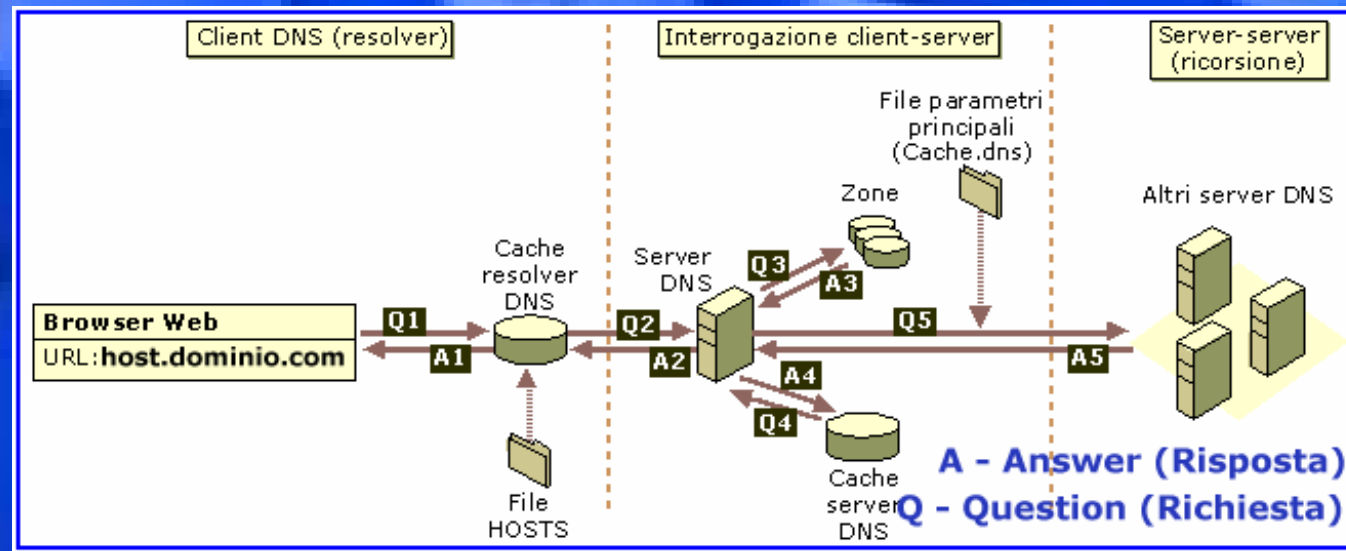 Client DNS (resolver)
Interrogazione client-server
Server-server
(ricorsione)
File parametri
principali
(Cache.dns)
Zone
Altri server DNS
Cache
resolver
DNS
Server
DNS
Q3
A3
Browser Web
URL:host.dominio.com
Q1
A1
Q2
A2
Q5
A5
A4
Q4
File
HOSTS
Cache
server
DNS
A - Answer (Risposta)
Q - Question (Richiesta)